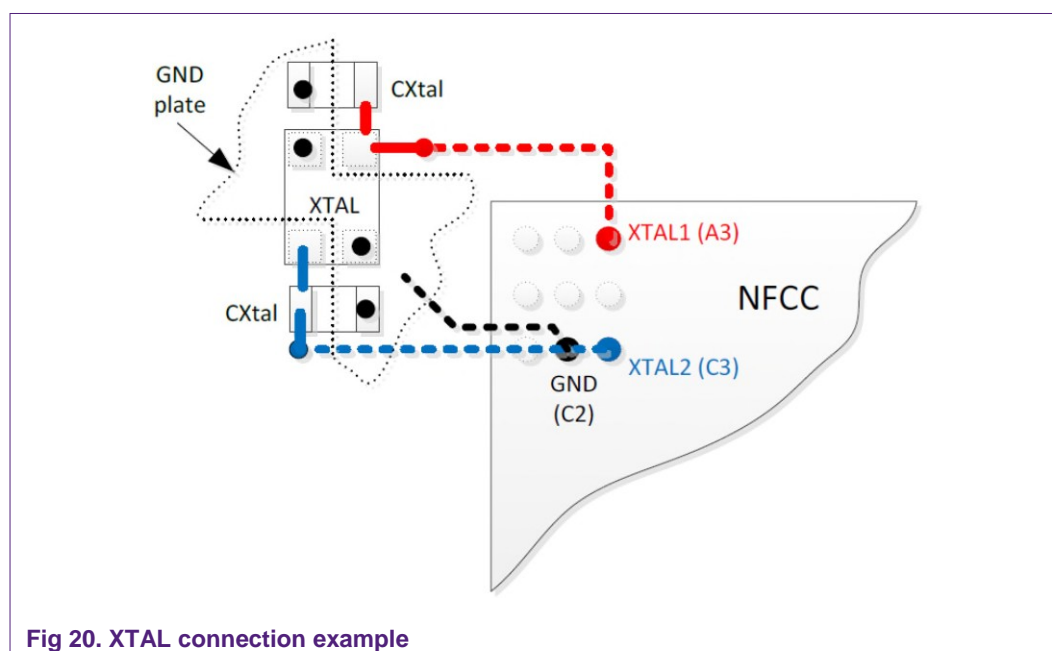 GND
plate
CXtal
XTAL
CXtal
XTAL1 (A3)
NFCC
XTAL2 (C3)
GND
(C2)
Fig 20. XTAL connection example